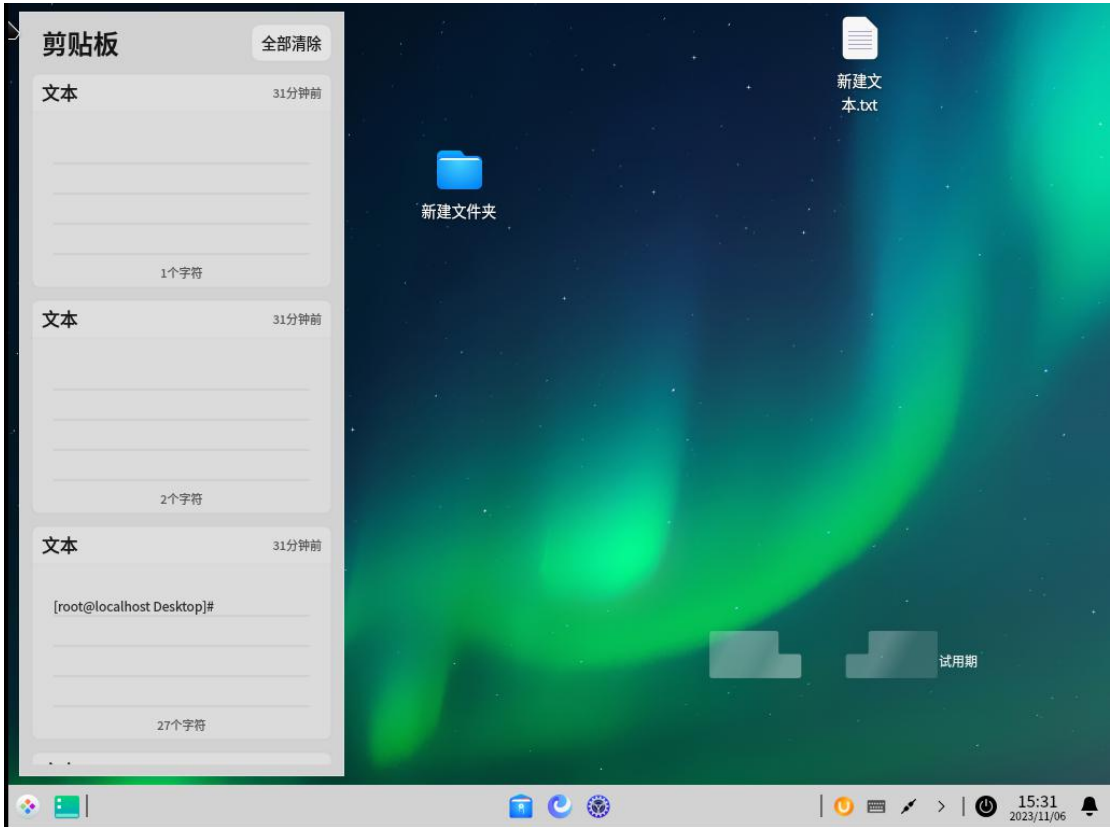 剪贴板
全部清除
文本
31分钟前
1个字符
文本
31分钟前
2个字符
文本
31分钟前
[root@localhost Desktop]#
27个字符
新建文
本.txt
新建文件夹
试用期
15:31
2023/11/06